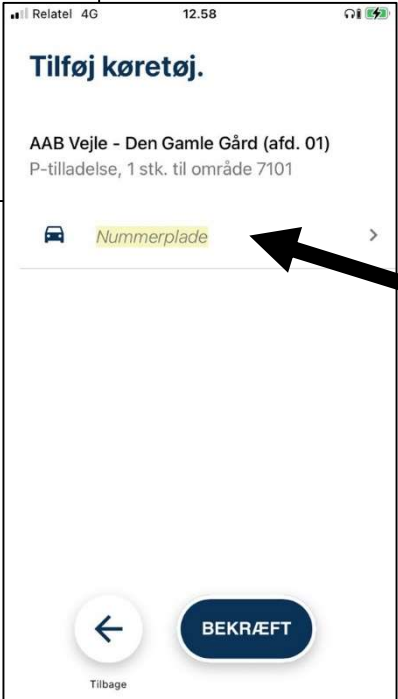 Relatel 4G 12.58
Tilføj køretøj.
AAB Vejle - Den Gamle Gård (afd. 01)
P-tilladelse, 1 stk. til område 7101
Nummerplade
BEKRÆFT
Tilbage